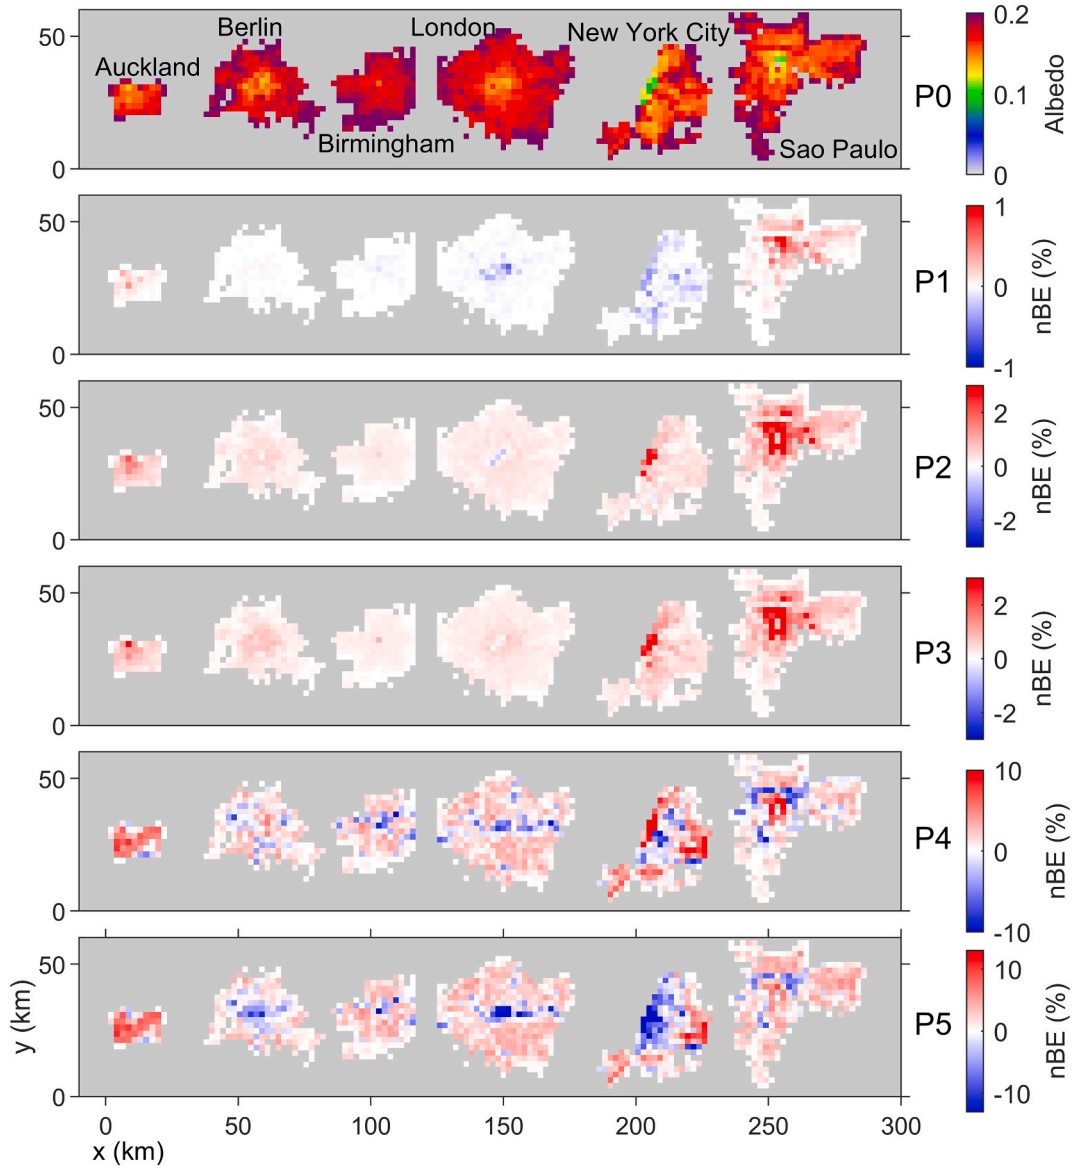 50
0
Auckland
Berlin
Birmingham
London
New York City
Sao Paulo
P0
0.2
0.1
0
Albedo
50
0
P1
1
0
-1
nBE (%)
50
0
P2
2
0
-2
nBE (%)
50
0
P3
2
0
-2
nBE (%)
50
0
P4
10
0
-10
nBE (%)
50
0
P5
10
0
-10
nBE (%)
y (km)
0 50 100 150 200 250 300
x (km)